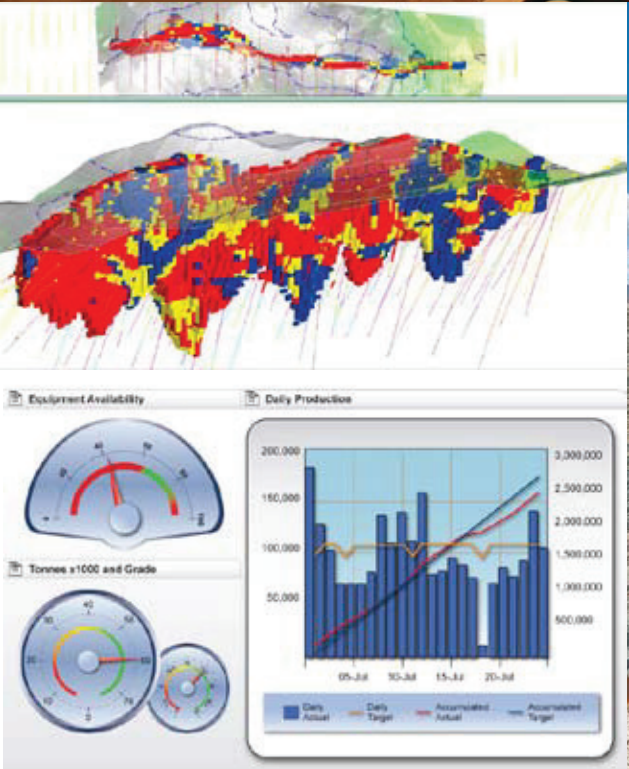 Equipment Availability
40
Daily Production
200,000
150,000
100,000
50,000
3,000,000
2,500,000
2,000,000
1,500,000
1,000,000
500,000
05-Jul
10-Jul
15-Jul
20-Jul
Daily Actual
Daily Target
Accumulated Actual
Accumulated Target
Tonnes x1000 and Grade
40
30
50
20
60
10
70
0